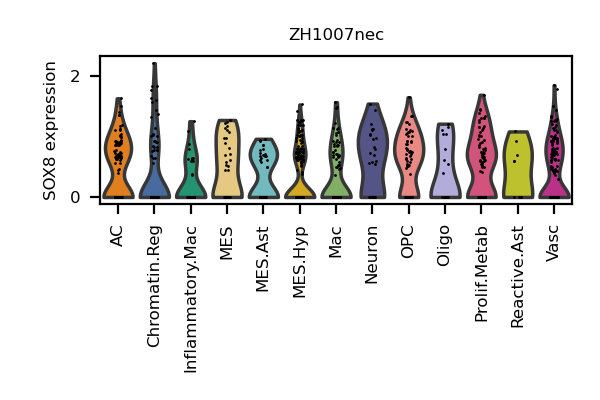 ZH1007nec
SOX8 expression
2
0
AC
Chromatin.Reg
Inflammatory.Mac
MES
MES.Ast
MES.Hyp
Mac
Neuron
OPC
Oligo
Prolif.Metab
Reactive.Ast
Vasc